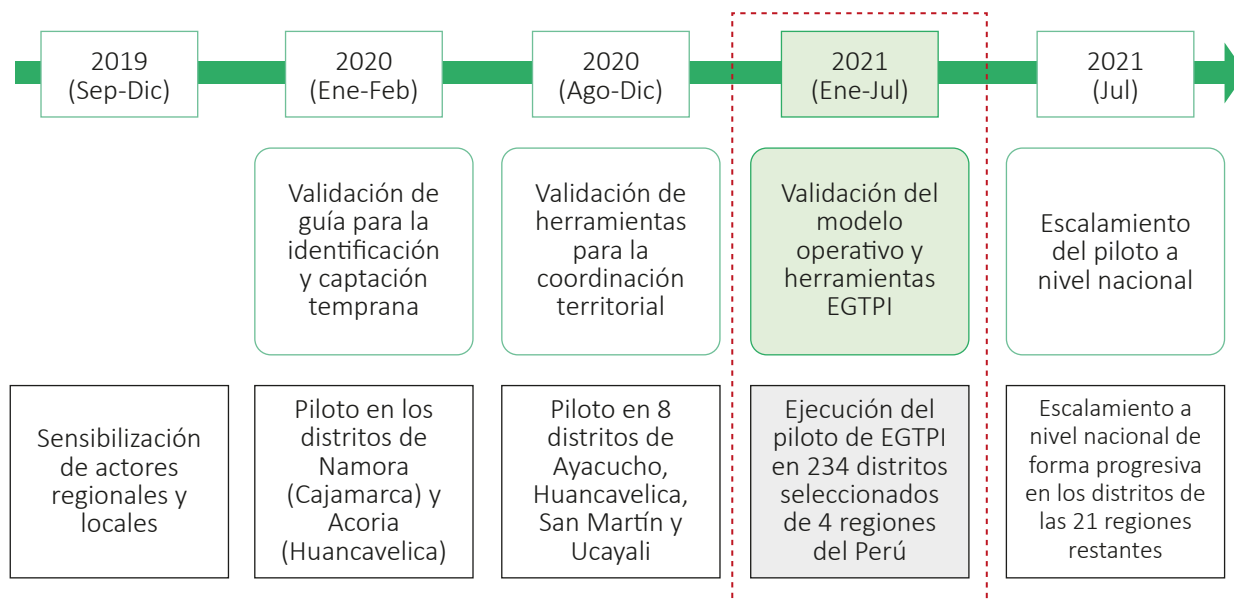 2019
(Sep-Dic)
2020
(Ene-Feb)
2020
(Ago-Dic)
2021
(Ene-Jul)
2021
(Jul)
Validación de
guía para la
identificación
y captación
temprana
Validación de
herramientas
para la
coordinación
territorial
Validación del
modelo
operativo y
herramientas
EGTPI
Escalamiento
del piloto a
nivel nacional
Sensibilización
de actores
regionales y
locales
Piloto en los
distritos de
Namora
(Cajamarca) y
Acoria
(Huancavelica)
Piloto en 8
distritos de
Ayacucho,
Huancavelica,
San Martín y
Ucayali
Ejecución del
piloto de EGTPI
en 234 distritos
seleccionados
de 4 regiones
del Perú
Escalamiento a
nivel nacional de
forma progresiva
en los distritos de
las 21 regiones
restantes